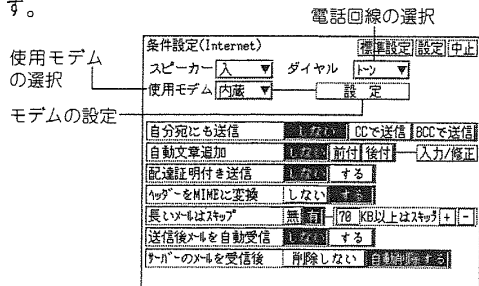 す。
電話回線の選択
使用モデム
の選択
モデムの設定
条件設定(Internet) 標準設定 設定 中止
スピーカー 入 ▼ ダイヤル トーン ▼
使用モデム 内蔵 ▼ 設 定
自分宛にも送信 しない CCで送信 BCCで送信
自動文章追加 しない 前付 後付 入力/修正
配達証明付き送信 しない する
ヘッダーをMIMEに変換 しない する
長いメールはスキップ 無 有 70 KB以上はスキップ + -
送信後メールを自動受信 しない する
サーバーのメールを受信後 削除しない 自動削除する